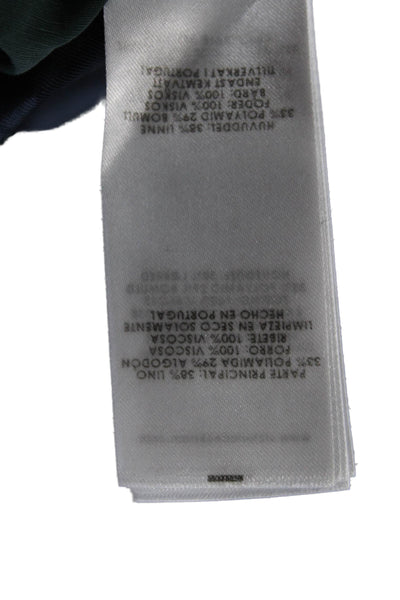 PARTE PRINCIPAL: 38% LINO
33% POLIAMIDA 29% ALGODÓN
FORRO: 100% VISCOSA
RIBETE: 100% VISCOSA
LIMPIEZA EN SECO SOLAMENTE
HECHO EN PORTUGAL
HUVUDDEL: 38% LINNE
33% POLYAMID 29% BOMULL
FODER: 100% VISKOS
BÅRD: 100% VISKOS
ENDAST KEMTVÄTT
TILLVERKAT I PORTUGAL